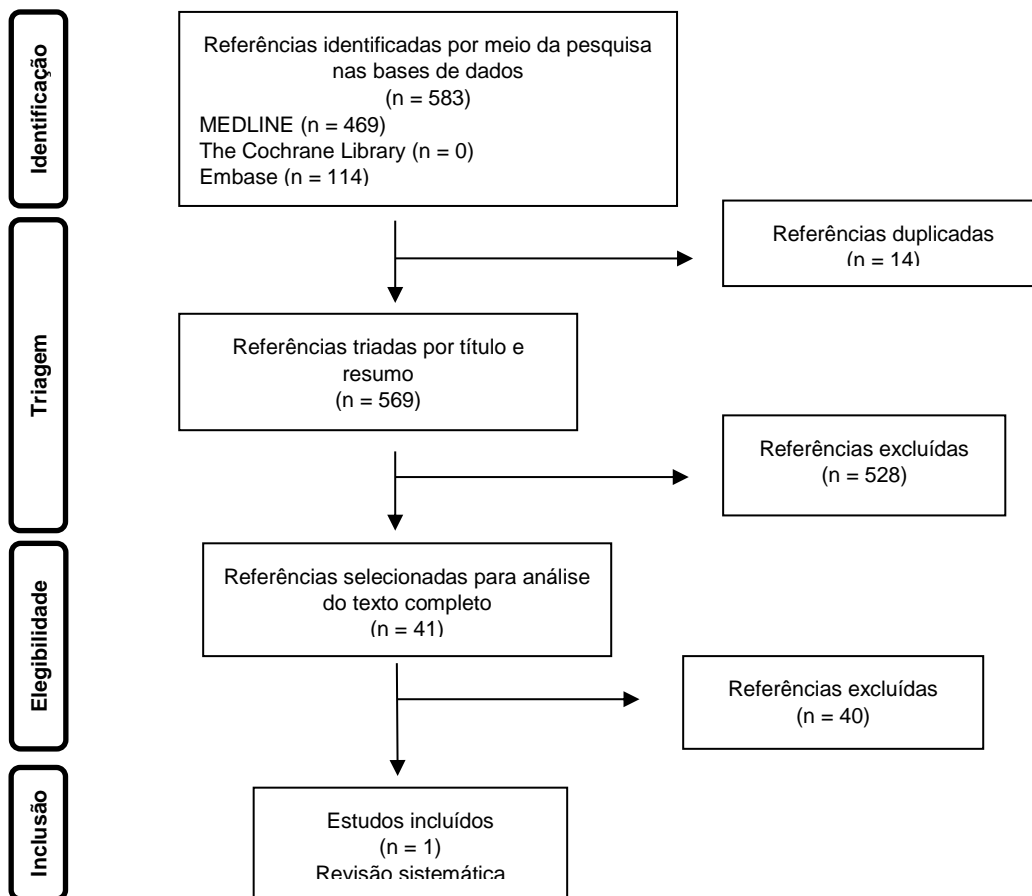 Identificação
Referências identificadas por meio da pesquisa
nas bases de dados
(n = 583)
MEDLINE (n = 469)
The Cochrane Library (n = 0)
Embase (n = 114)
Triagem
Referências duplicadas
(n = 14)
Referências triadas por título e
resumo
(n = 569)
Referências excluídas
(n = 528)
Elegibilidade
Referências selecionadas para análise
do texto completo
(n = 41)
Referências excluídas
(n = 40)
Inclusão
Estudos incluídos
(n = 1)
Revisão sistemática